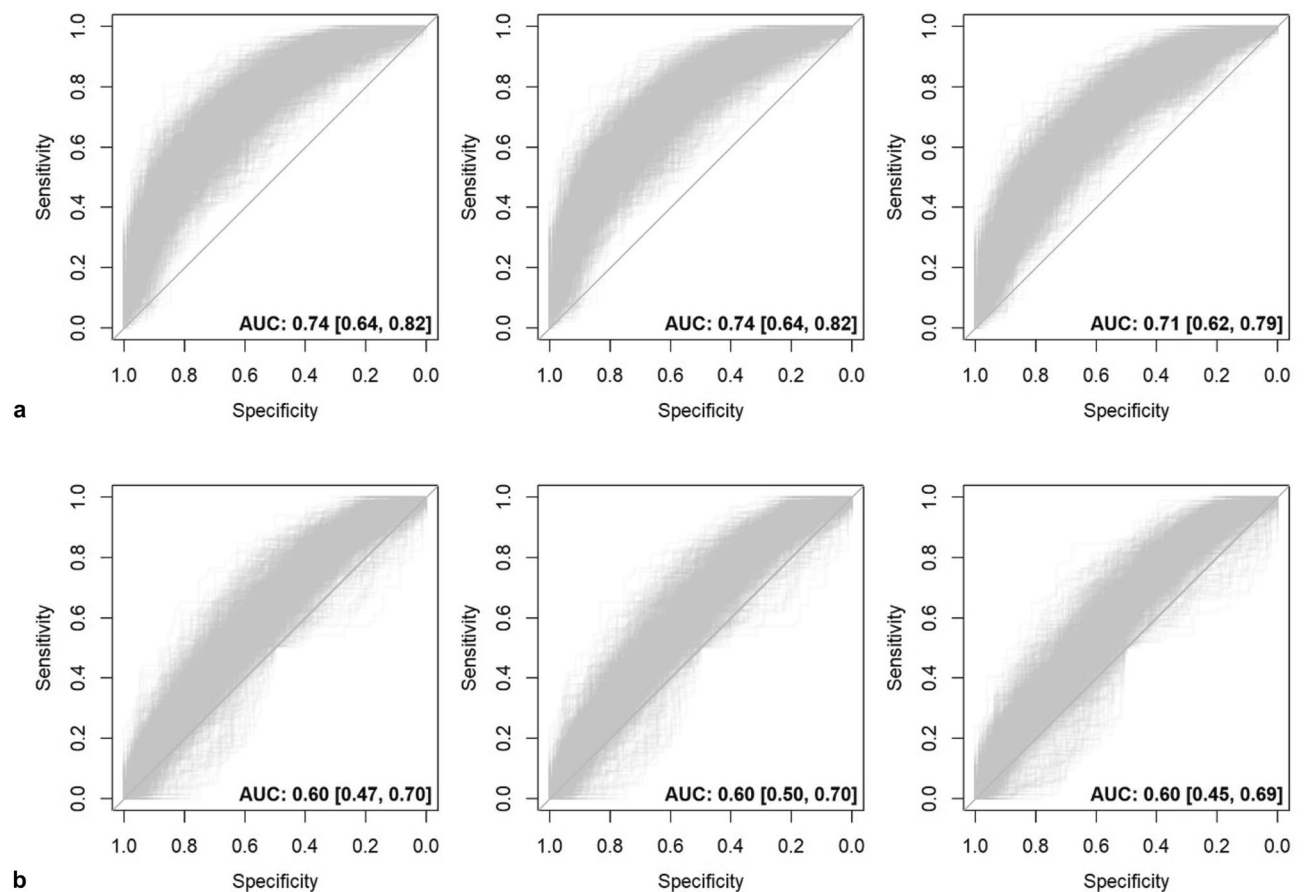 1.0 1.0 1.0
0.8 0.8 0.8
0.6 0.6 0.6
Sensitivity Sensitivity Sensitivity
0.4 0.4 0.4
0.2 0.2 0.2
0.0 0.0 0.0
AUC: 0.74 [0.64, 0.82] AUC: 0.74 [0.64, 0.82] AUC: 0.71 [0.62, 0.79]
1.0 0.8 0.6 0.4 0.2 0.0 1.0 0.8 0.6 0.4 0.2 0.0 1.0 0.8 0.6 0.4 0.2 0.0
a Specificity Specificity Specificity
1.0 1.0 1.0
0.8 0.8 0.8
0.6 0.6 0.6
Sensitivity Sensitivity Sensitivity
0.4 0.4 0.4
0.2 0.2 0.2
0.0 0.0 0.0
AUC: 0.60 [0.47, 0.70] AUC: 0.60 [0.50, 0.70] AUC: 0.60 [0.45, 0.69]
1.0 0.8 0.6 0.4 0.2 0.0 1.0 0.8 0.6 0.4 0.2 0.0 1.0 0.8 0.6 0.4 0.2 0.0
b Specificity Specificity Specificity